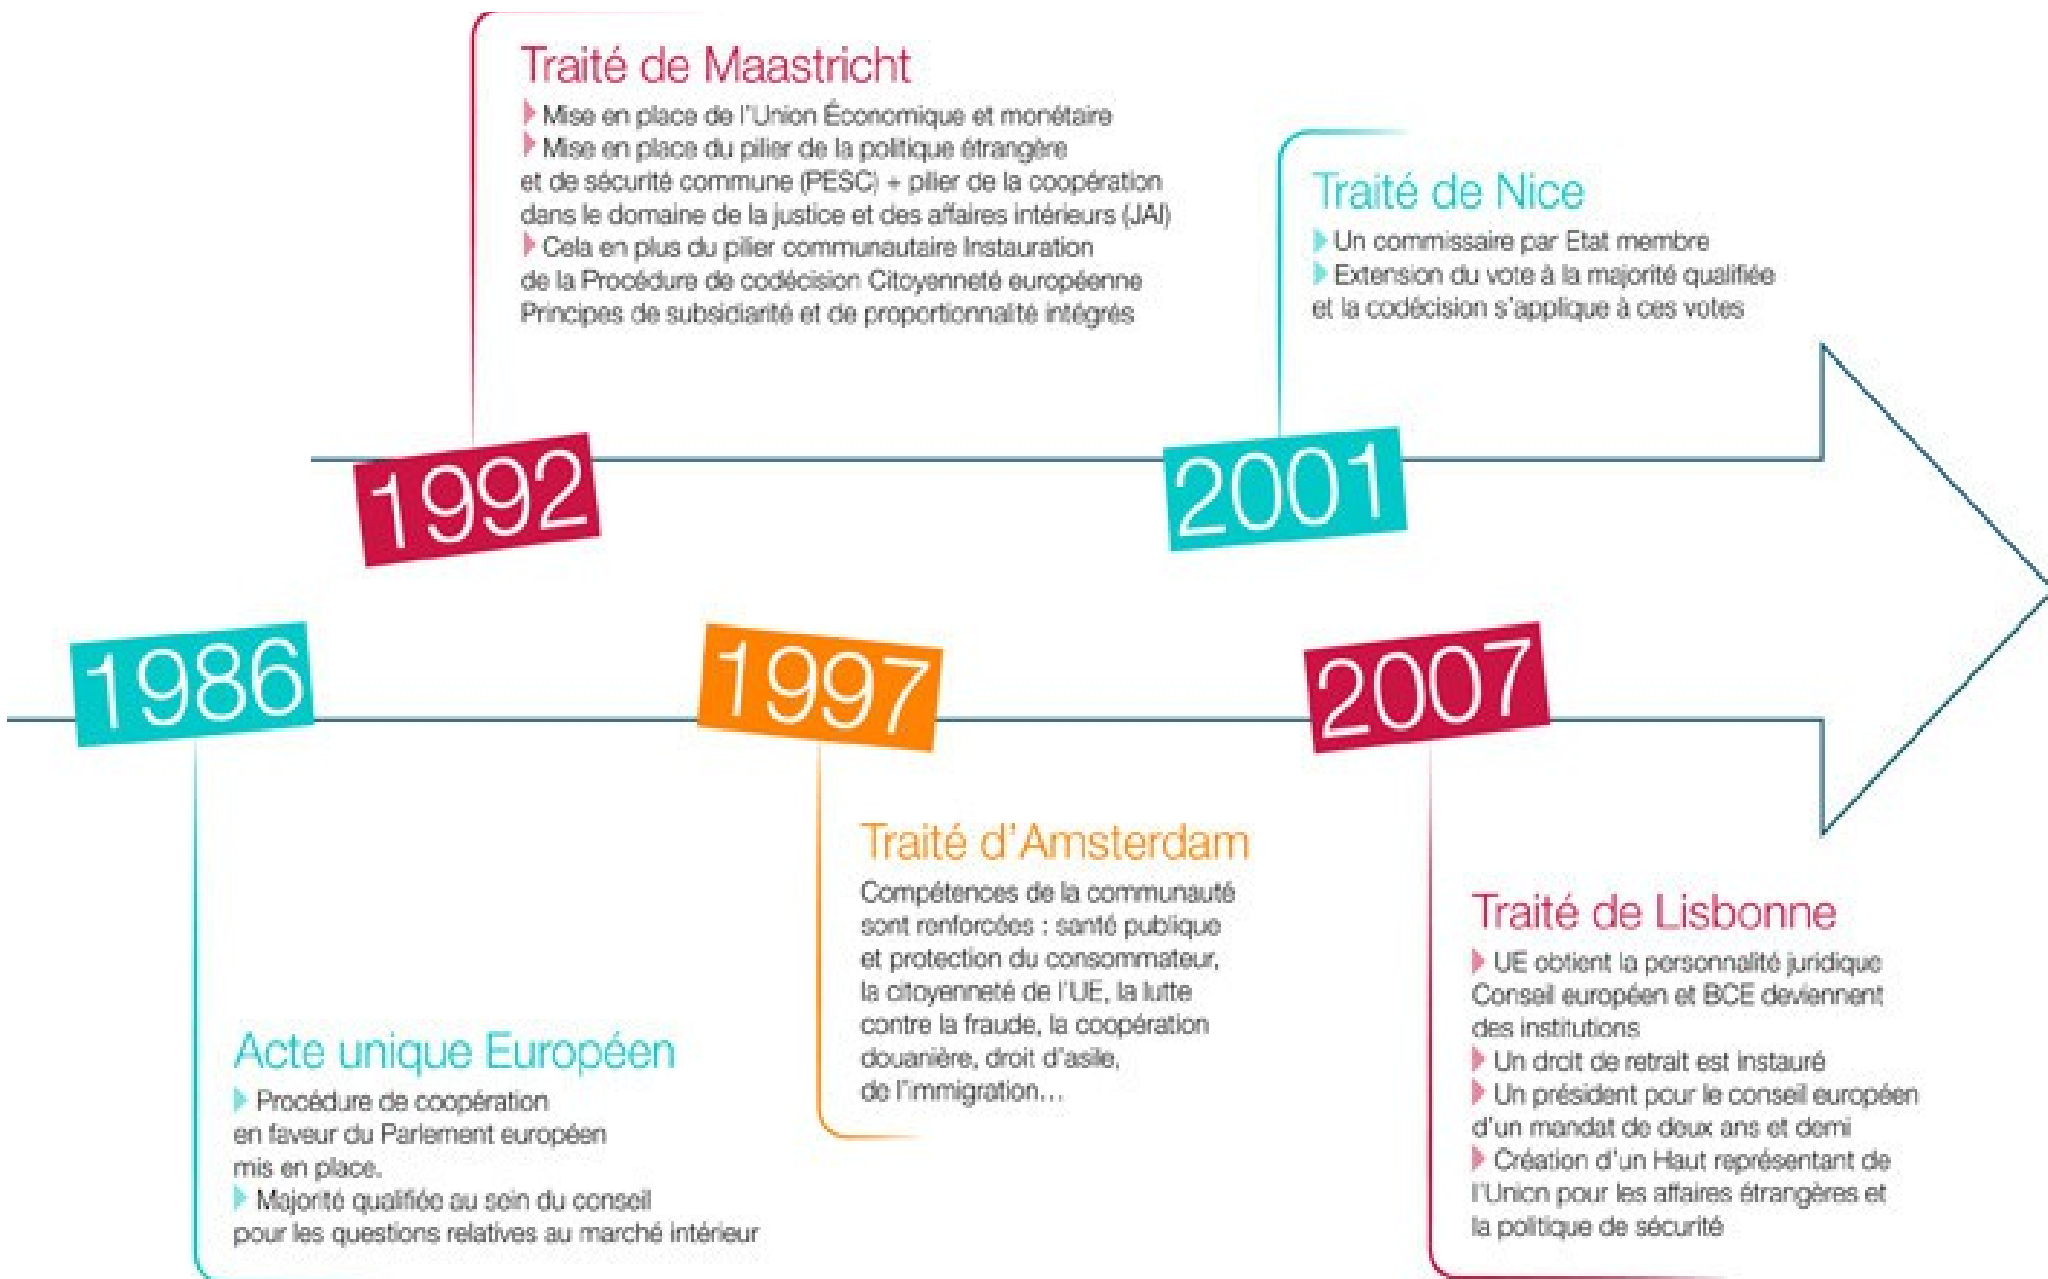 Traité de Maastricht
Mise en place de l'Union Économique et monétaire
Mise en place du pilier de la politique étrangère
et de sécurité commune (PESC) + pilier de la coopération
dans le domaine de la justice et des affaires intérieurs (JAI)
Cela en plus du pilier communautaire Instauration
de la Procédure de codécision Citoyenneté européenne
Principes de subsidiarité et de proportionnalité intégrés
Traité de Nice
Un commissaire par Etat membre
Extension du vote à la majorité qualifiée
et la codécision s'applique à ces votes
1992
2001
1986
1997
2007
Acte unique Européen
Procédure de coopération
en faveur du Parlement européen
mis en place.
Majorité qualifiée au sein du conseil
pour les questions relatives au marché intérieur
Traité d'Amsterdam
Compétences de la communauté
sont renforcées : santé publique
et protection du consommateur,
la citoyenneté de l'UE, la lutte
contre la fraude, la coopération
douanière, droit d'asile,
de l'immigration...
Traité de Lisbonne
UE obtient la personnalité juridique
Conseil européen et BCE deviennent
des institutions
Un droit de retrait est instauré
Un président pour le conseil européen
d'un mandat de deux ans et demi
Création d'un Haut représentant de
l'Union pour les affaires étrangères et
la politique de sécurité